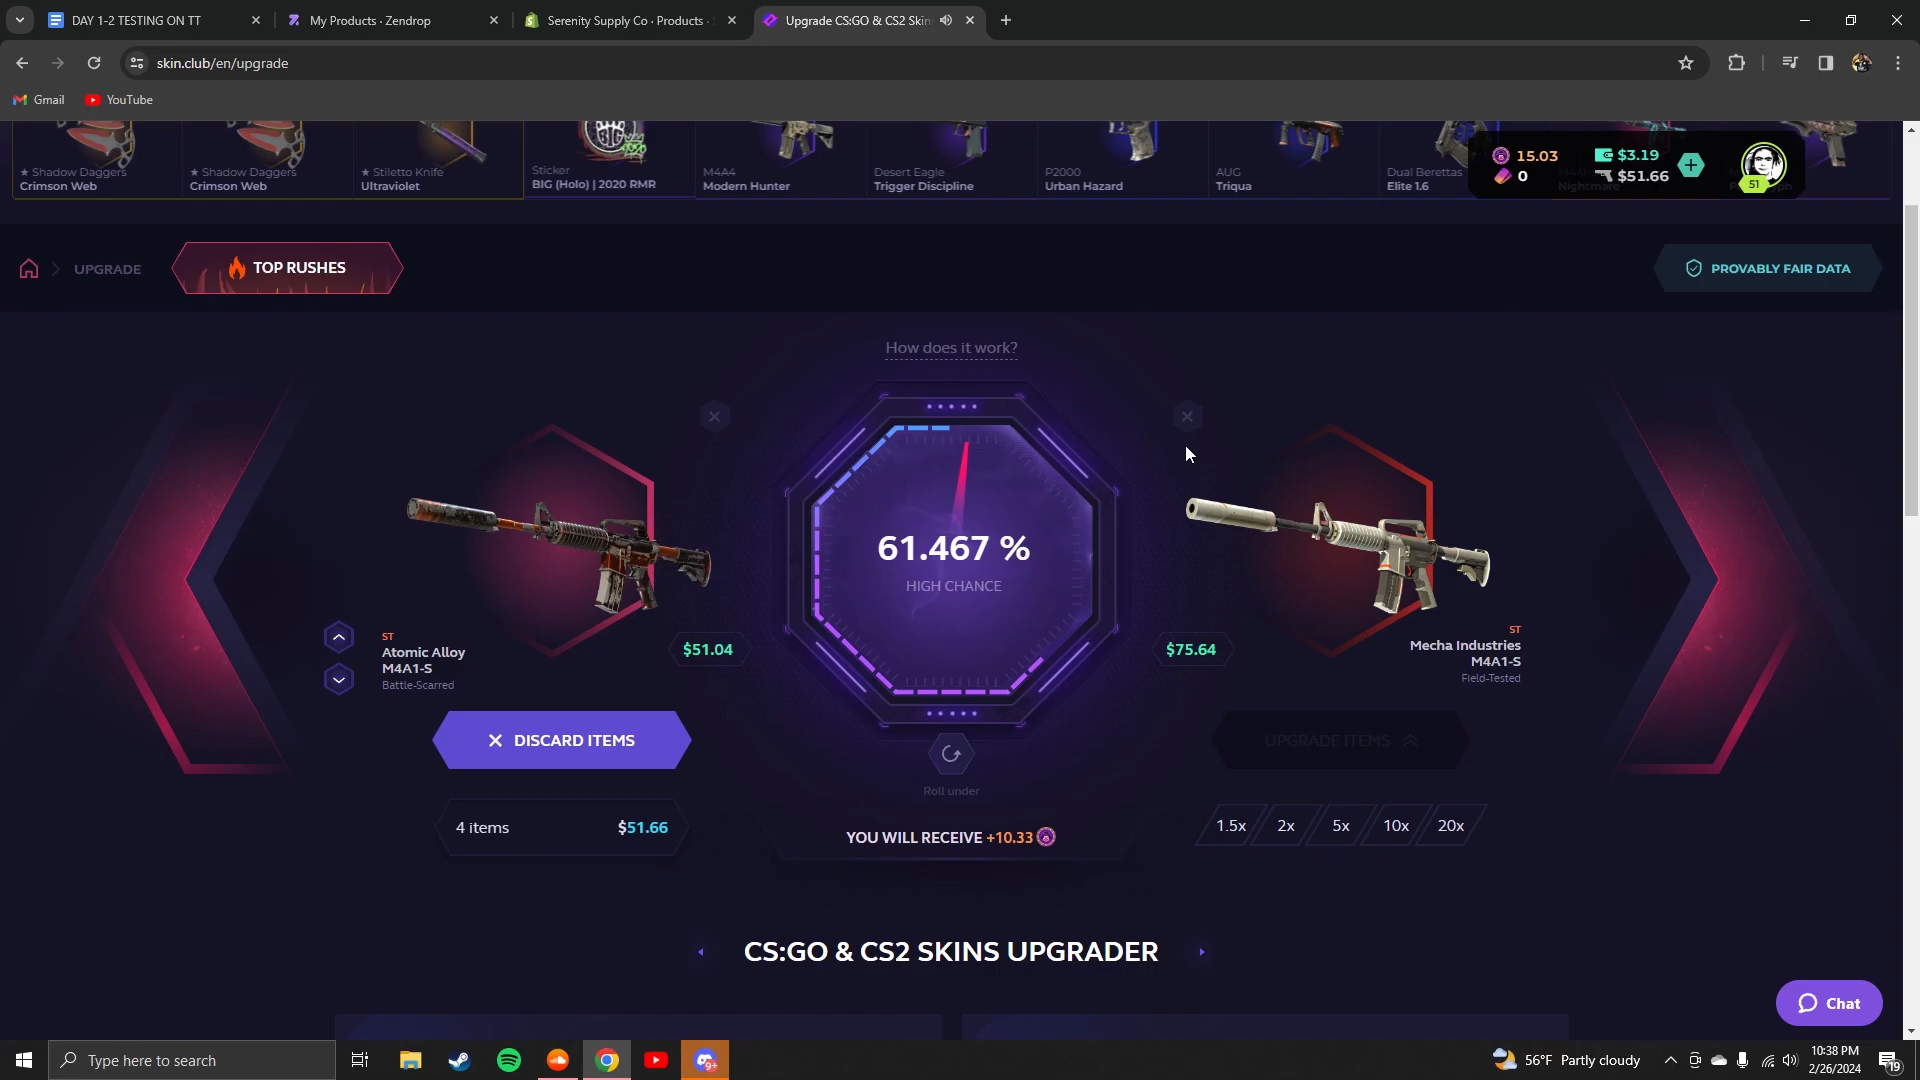 DAY 1-2 TESTING ON TT
My Products · Zendrop
Serenity Supply Co · Products ·
Upgrade CS:GO & CS2 Skin
skin.club/en/upgrade
Gmail
YouTube
★ Shadow Daggers
Crimson Web
★ Shadow Daggers
Crimson Web
★ Stiletto Knife
Ultraviolet
Sticker
BIG (Holo) | 2020 RMR
M4A4
Modern Hunter
Desert Eagle
Trigger Discipline
P2000
Urban Hazard
AUG
Triqua
Dual Berettas
Elite 1.6
Nightmare
15.03
$3.19
0
$51.66
51
UPGRADE
TOP RUSHES
PROVABLY FAIR DATA
How does it work?
61.467 %
HIGH CHANCE
ST
Atomic Alloy
M4A1-S
Battle-Scarred
$51.04
$75.64
ST
Mecha Industries
M4A1-S
Field-Tested
DISCARD ITEMS
UPGRADE ITEMS
Roll under
4 items
$51.66
YOU WILL RECEIVE +10.33
1.5x
2x
5x
10x
20x
CS:GO & CS2 SKINS UPGRADER
Chat
Type here to search
9+
56°F Partly cloudy
10:38 PM
2/26/2024
19